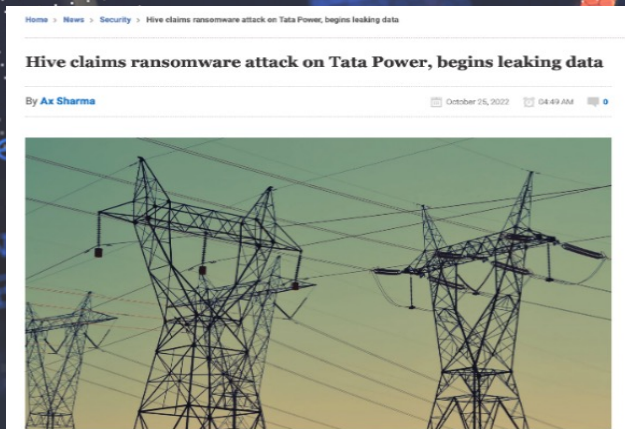 Home > News > Security > Hive claims ransomware attack on Tata Power, begins leaking data
Hive claims ransomware attack on Tata Power, begins leaking data
By Ax Sharma
October 25, 2022 04:49 AM 0